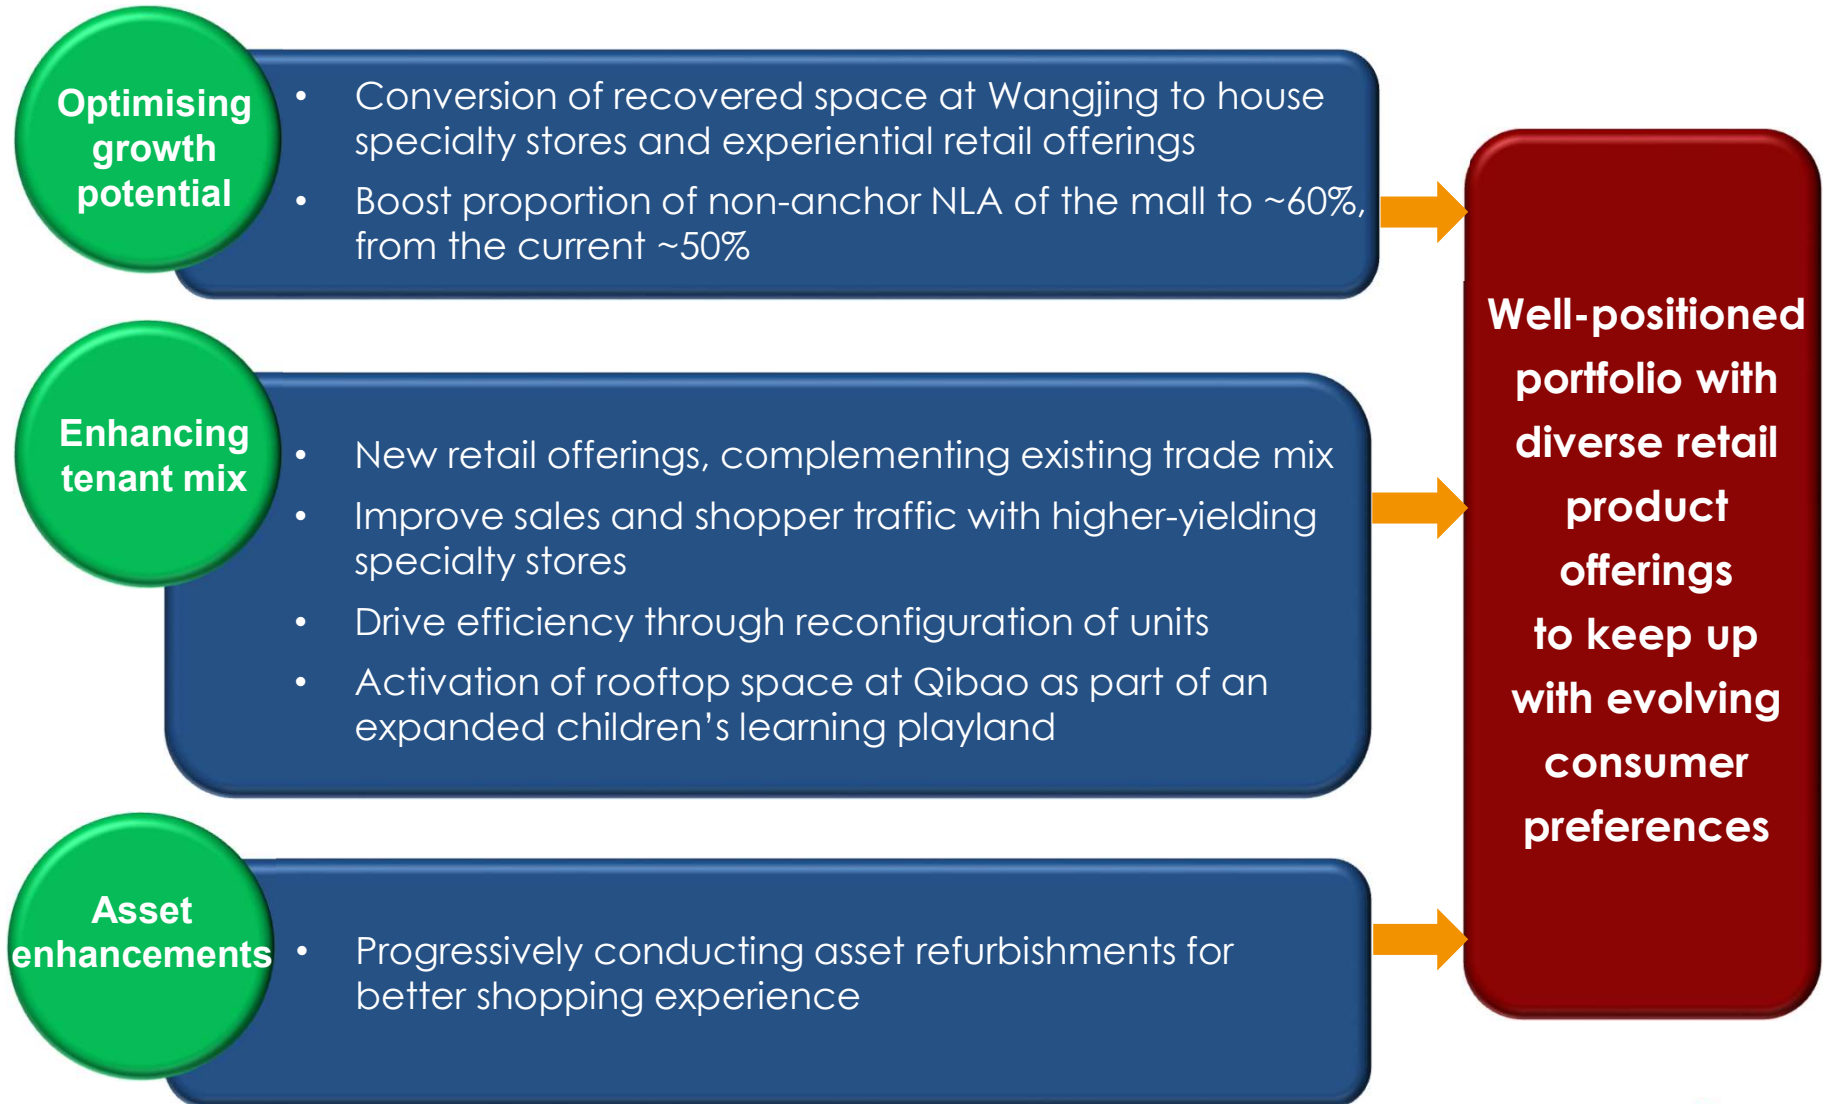 Optimising
growth
potential
• Conversion of recovered space at Wangjing to house
specialty stores and experiential retail offerings
• Boost proportion of non-anchor NLA of the mall to ~60%,
from the current ~50%
Enhancing
tenant mix
• New retail offerings, complementing existing trade mix
• Improve sales and shopper traffic with higher-yielding
specialty stores
• Drive efficiency through reconfiguration of units
• Activation of rooftop space at Qibao as part of an
expanded children’s learning playland
Asset
enhancements
• Progressively conducting asset refurbishments for
better shopping experience
Well-positioned
portfolio with
diverse retail
product
offerings
to keep up
with evolving
consumer
preferences